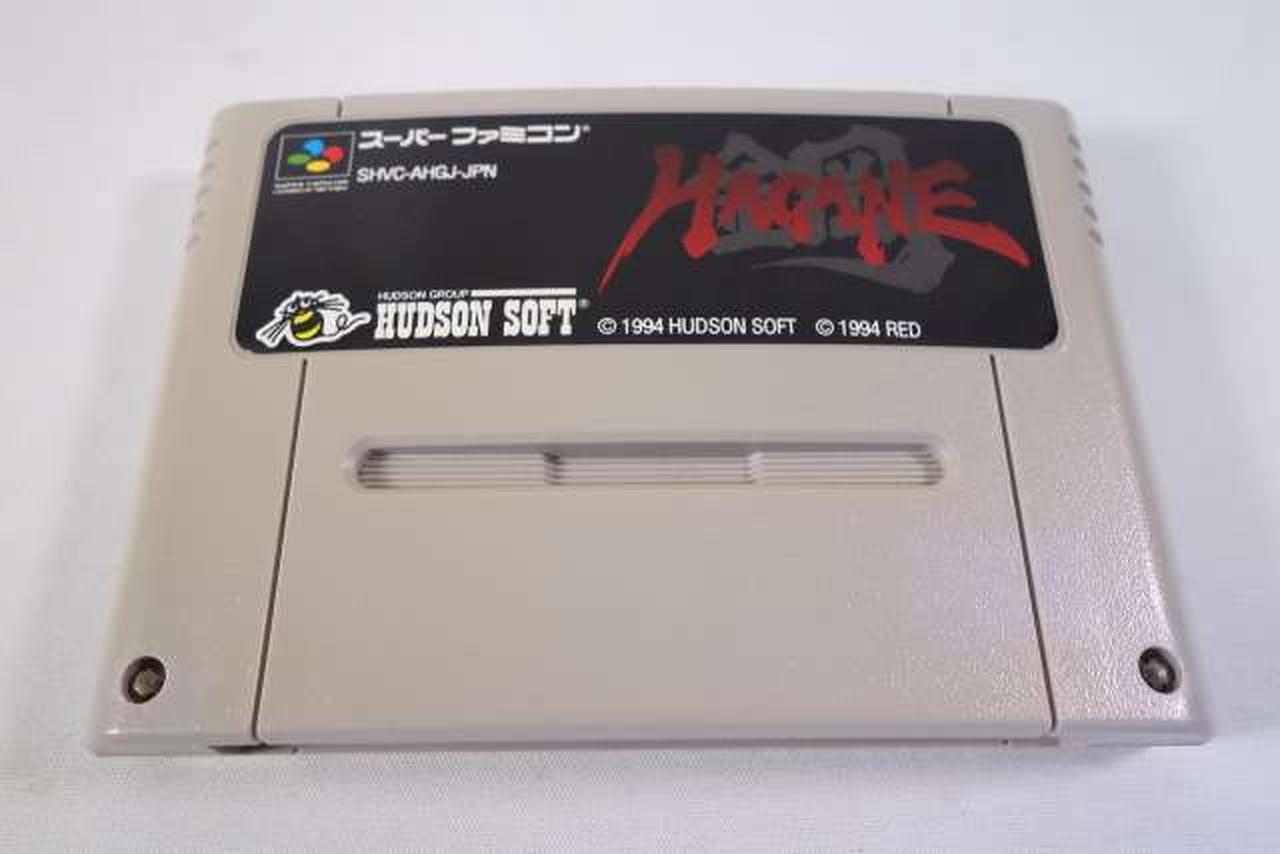 スーパーファミコン®
SHVC-AHGJ-JPN
鋼
HAGANE
HUDSON GROUP
HUDSON SOFT®
© 1994 HUDSON SOFT © 1994 RED